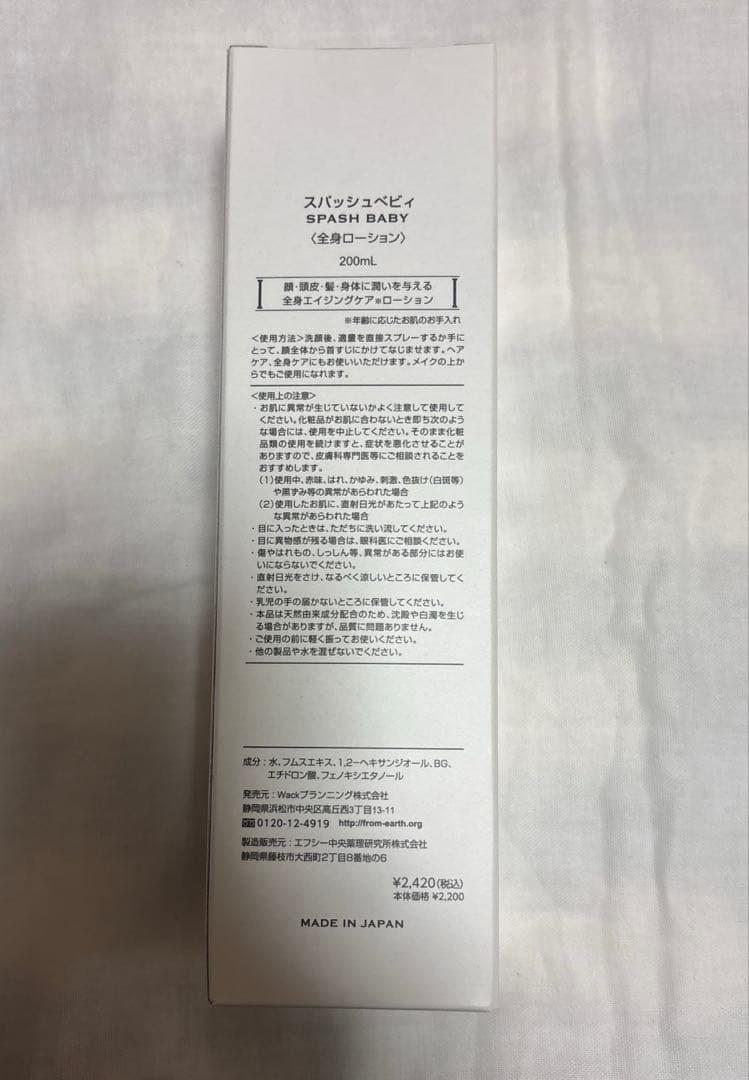 スパッシュベビィ
SPASH BABY
〈全身ローション〉
200mL
顔・頭皮・髪・身体に潤いを与える
全身エイジングケア※ローション
※年齢に応じたお肌のお手入れ
＜使用方法＞洗顔後、適量を直接スプレーするか手に
とって、顔全体から首すじにかけてなじませます。ヘア
ケア、全身ケアにもお使いいただけます。メイクの上か
らでもご使用になれます。
＜使用上の注意＞
・お肌に異常が生じていないかよく注意して使用して
ください。化粧品がお肌に合わないとき即ち次のよう
な場合には、使用を中止してください。そのまま化粧
品類の使用を続けますと、症状を悪化させることが
ありますので、皮膚科専門医等にご相談されることを
おすすめします。
（1）使用中、赤味、はれ、かゆみ、刺激、色抜け（白斑等）
や黒ずみ等の異常があらわれた場合
（2）使用したお肌に、直射日光があたって上記のよう
な異常があらわれた場合
・目に入ったときは、ただちに洗い流してください。
・目に異物感が残る場合は、眼科医にご相談ください。
・傷やはれもの、しっしん等、異常がある部分にはお使
いにならないでください。
・直射日光をさけ、なるべく涼しいところに保管してく
ださい。
・乳児の手の届かないところに保管してください。
・本品は天然由来成分配合のため、沈殿や白濁を生じ
る場合がありますが、品質に問題ありません。
・ご使用の前に軽く振ってお使いください。
・他の製品や水を混ぜないでください。
成分：水、フムスエキス、1,2-ヘキサンジオール、BG、
エチドロン酸、フェノキシエタノール
発売元：Wackプランニング株式会社
静岡県浜松市中央区高丘西3丁目13-11
0120-12-4919 http://from-earth.org
製造販売元：エフシー中央薬理研究所株式会社
静岡県藤枝市大西町2丁目8番地の6
¥2,420(税込)
本体価格 ¥2,200
MADE IN JAPAN